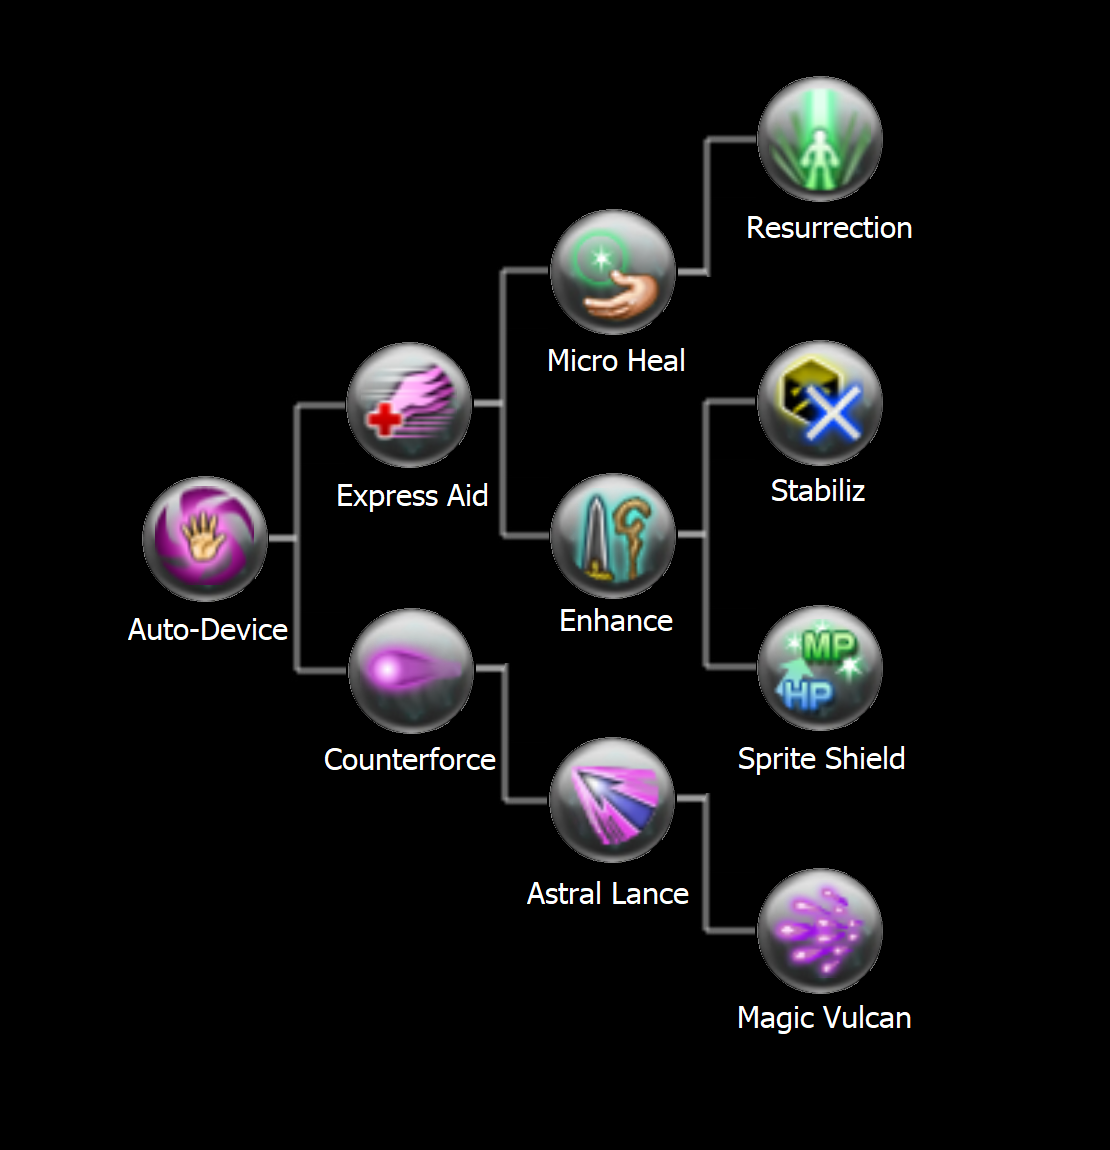 Resurrection
Micro Heal
Express Aid
Stabiliz
Auto-Device
Enhance
MP
HP
Counterforce
Sprite Shield
Astral Lance
Magic Vulcan